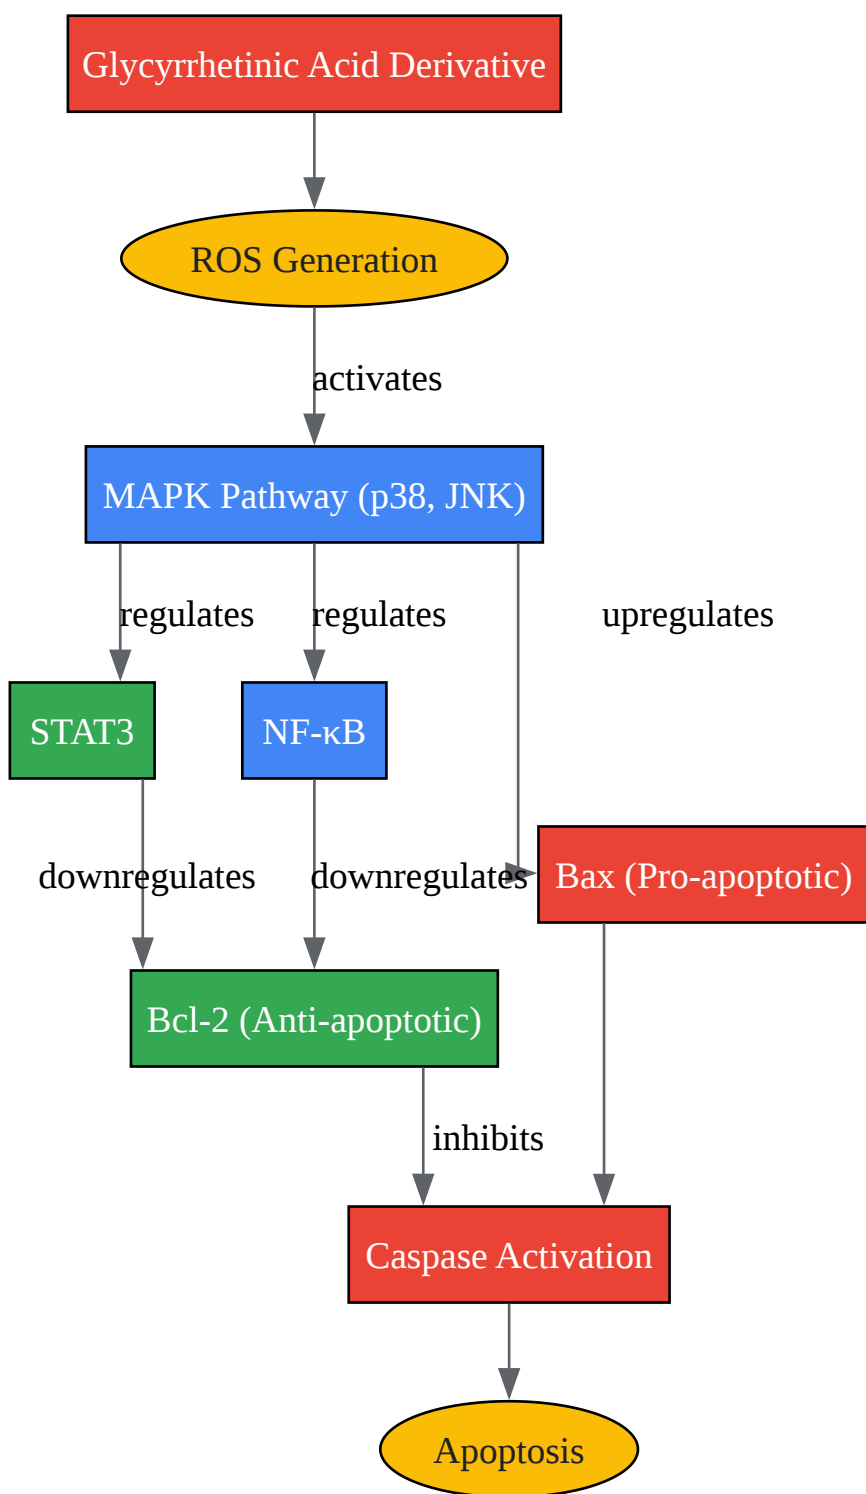 Glycyrrhetinic Acid Derivative
ROS Generation
activates
MAPK Pathway (p38, JNK)
regulates
regulates
upregulates
STAT3
NF-κB
downregulates
downregulates
Bax (Pro-apoptotic)
Bcl-2 (Anti-apoptotic)
inhibits
Caspase Activation
Apoptosis